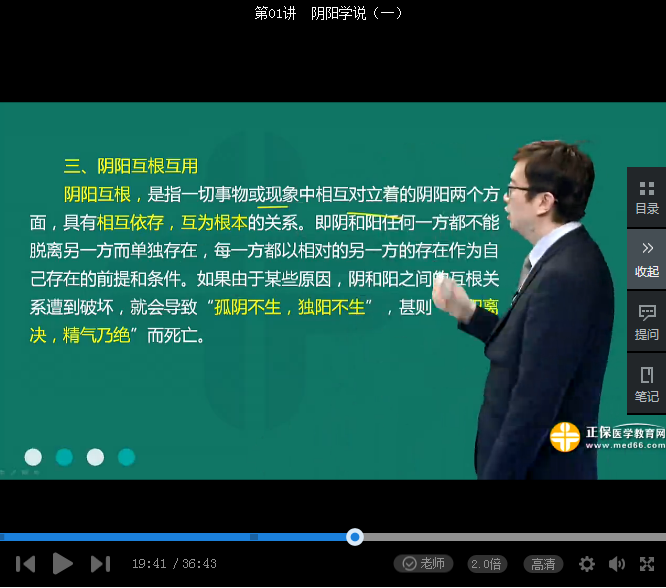 第01讲 阴阳学说（一）
三、阴阳互根互用
阴阳互根，是指一切事物或现象中相互对立着的阴阳两个方
面，具有相互依存，互为根本的关系。即阴和阳任何一方都不能
脱离另一方而单独存在，每一方都以相对的另一方的存在作为自
己存在的前提和条件。如果由于某些原因，阴和阳之间的互根关
系遭到破坏，就会导致“孤阴不生，独阳不生”，甚则 离
决，精气乃绝”而死亡。
目录
收起
提问
笔记
正保医学教育网
www.med66.com
19:41 / 36:43
老师
2.0倍
高清